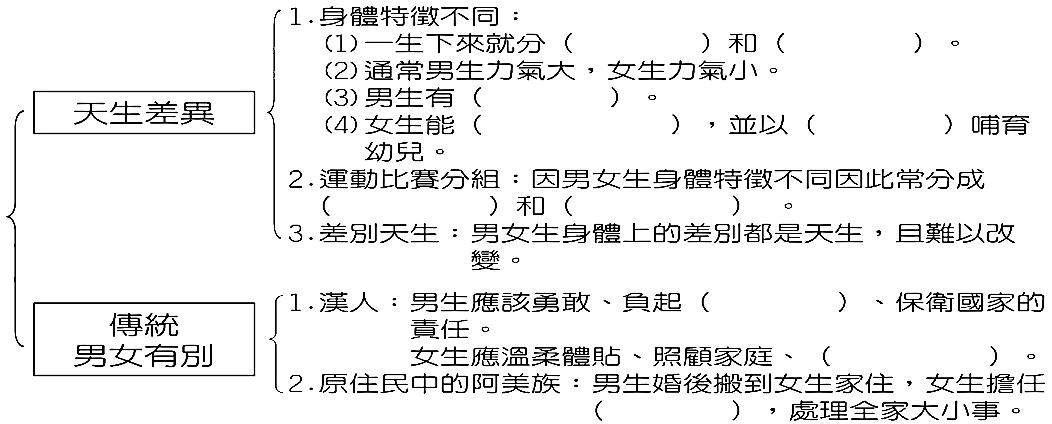 天生差異
1.身體特徵不同：
(1)一生下來就分（　　　　）和（　　　　）。
(2)通常男生力氣大，女生力氣小。
(3)男生有（　　　　）。
(4)女生能（　　　　　　），並以（　　　　）哺育
幼兒。
2.運動比賽分組：因男女生身體特徵不同因此常分成
（　　　　　）和（　　　　　）。
3.差別天生：男女生身體上的差別都是天生，且難以改
變。
傳統
男女有別
1.漢人：男生應該勇敢、負起（　　　　）、保衛國家的
責任。
女生應溫柔體貼、照顧家庭、（　　　　　）。
2.原住民中的阿美族：男生婚後搬到女生家住，女生擔任
（　　　　），處理全家大小事。